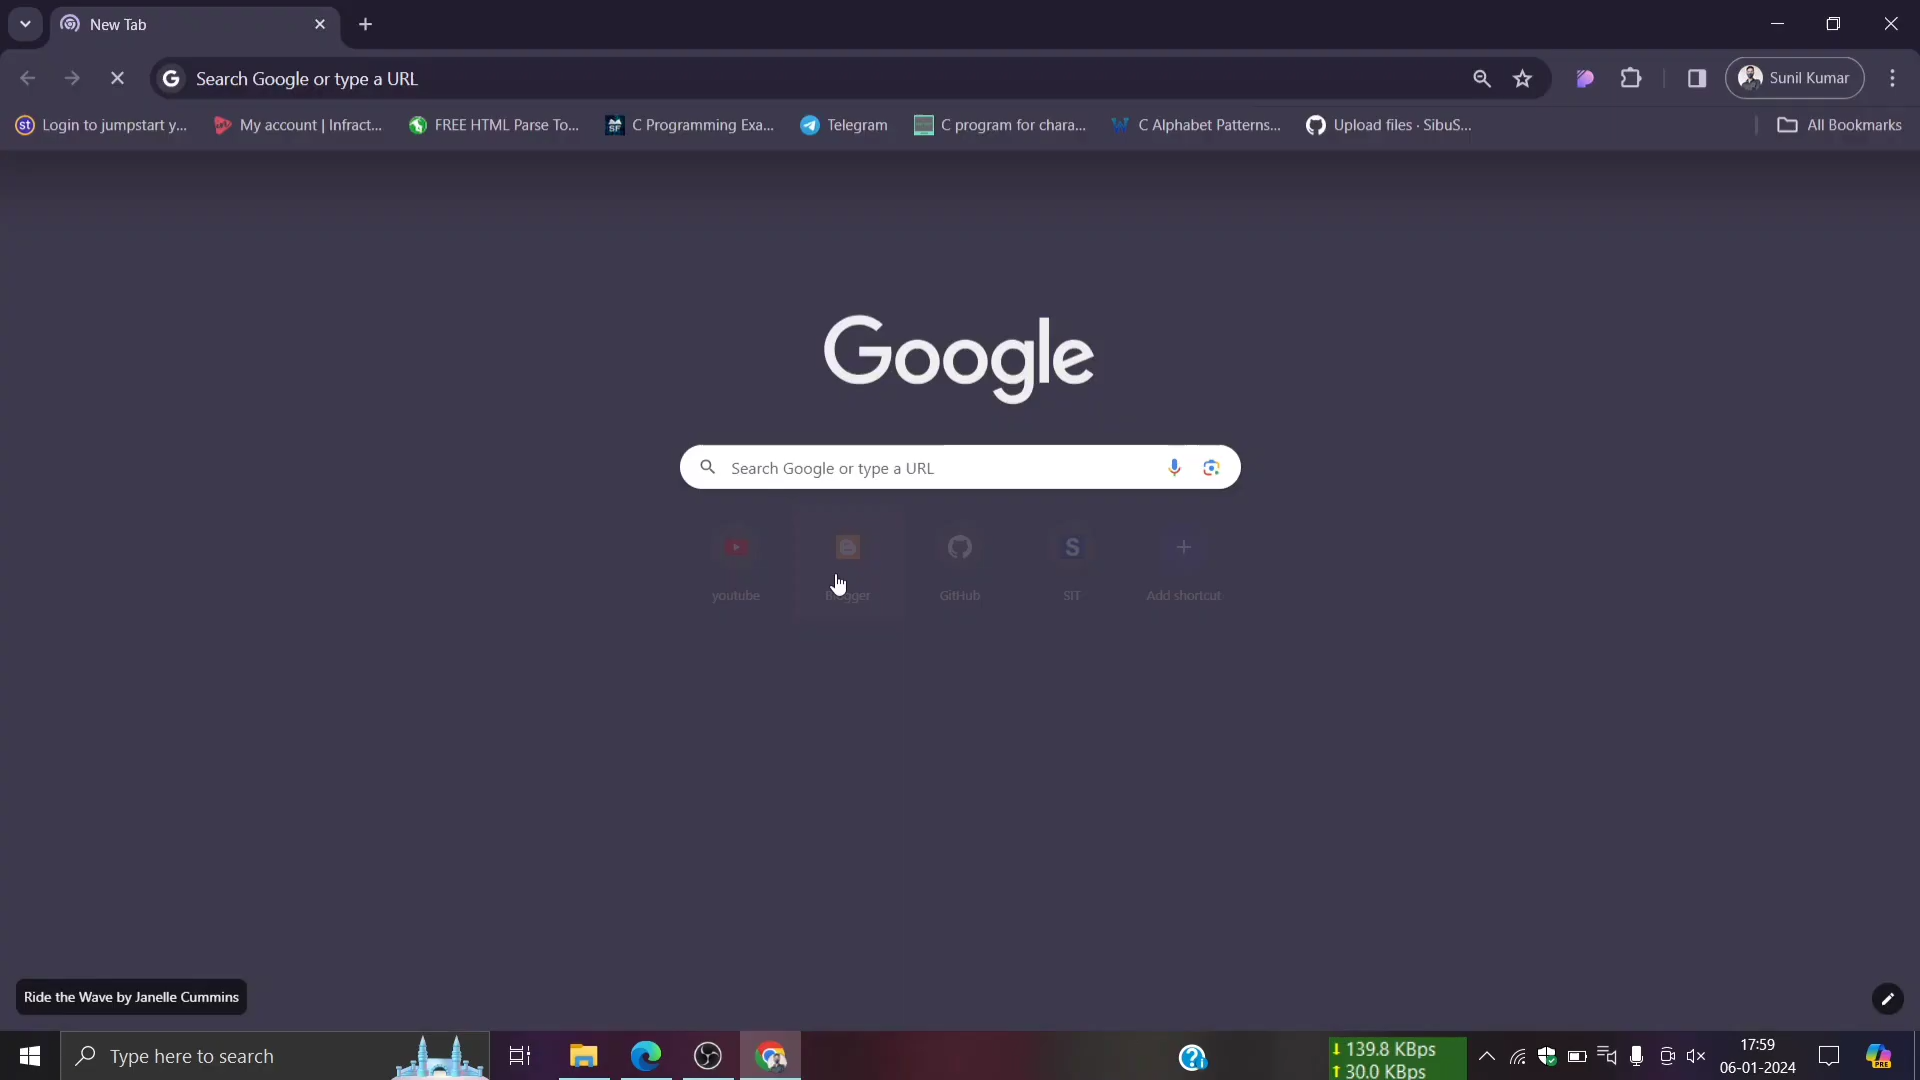 New Tab
Search Google or type a URL
Sunil Kumar
Login to jumpstart y...
My account | Infract...
FREE HTML Parse To...
C Programming Exa...
Telegram
C program for chara...
C Alphabet Patterns...
Upload files · SibuS...
All Bookmarks
Google
Search Google or type a URL
youtube
Blogger
GitHub
SIT
Add shortcut
Ride the Wave by Janelle Cummins
Type here to search
139.8 KBps
30.0 KBps
17:59
06-01-2024
PRE